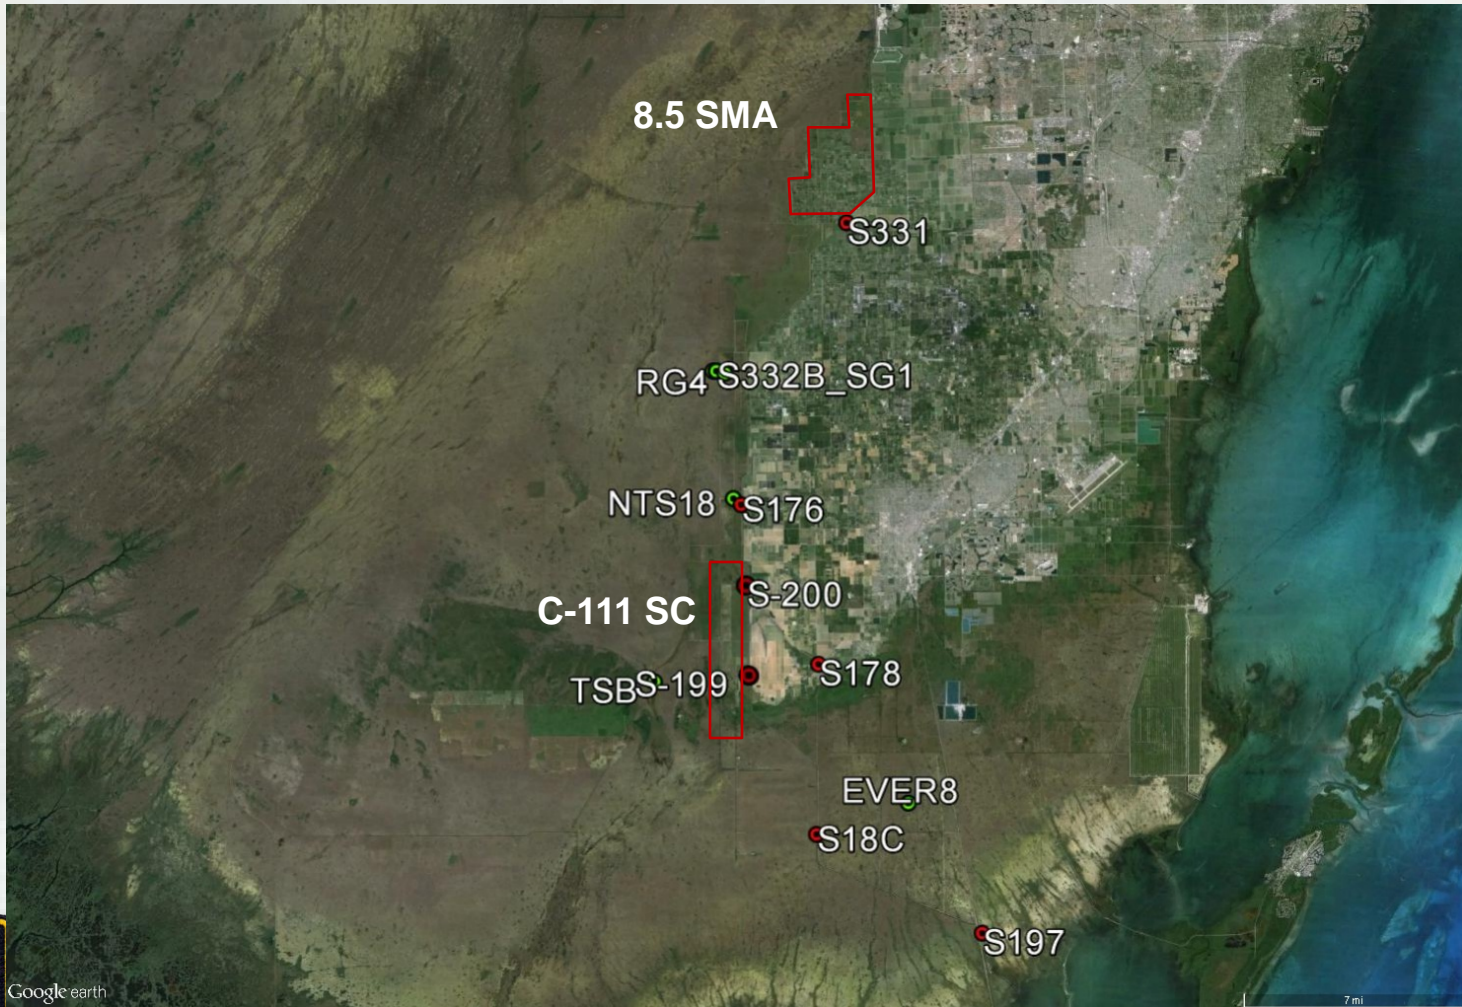 8.5 SMA
S331
RG4 S332B_SG1
NTS18 S176
S-200
C-111 SC
S178
TSB S-199
EVER8
S18C
S197
Google earth
7 mi